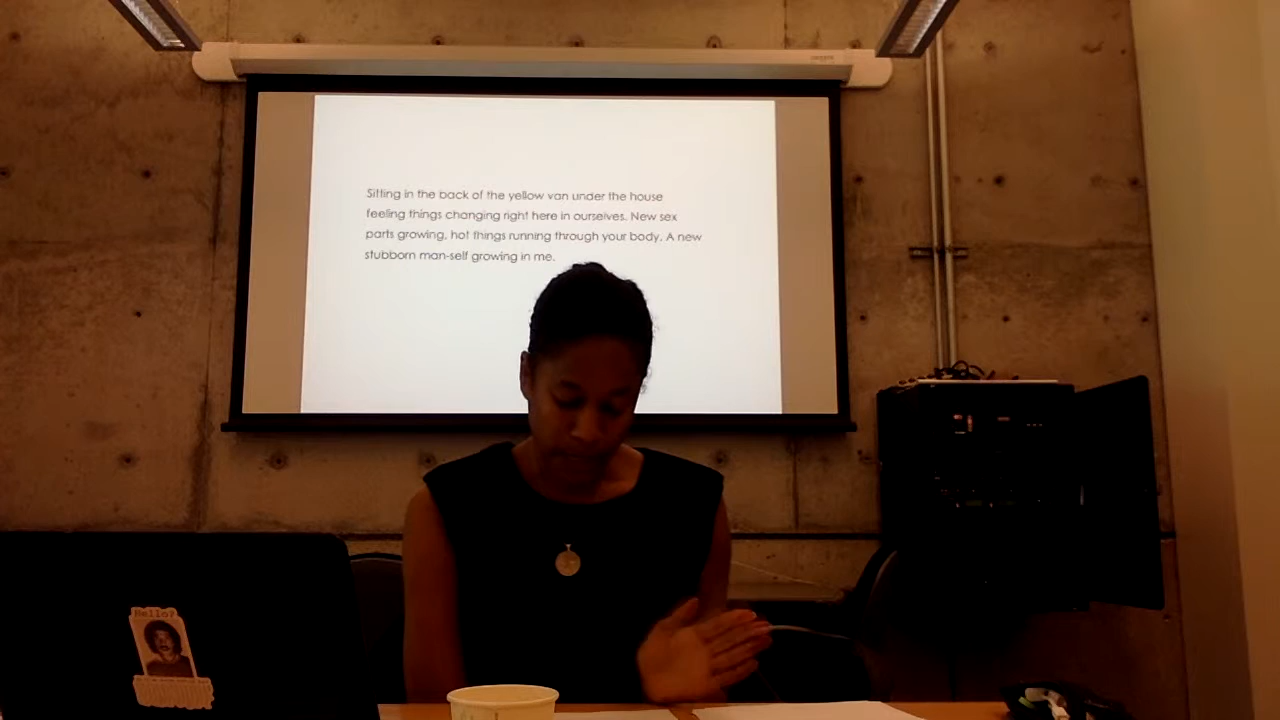 Sitting in the back of the yellow van under the house
feeling things changing right here in ourselves. New sex
parts growing, hot things running through your body. A new
stubborn man-self growing in me.
Hello?